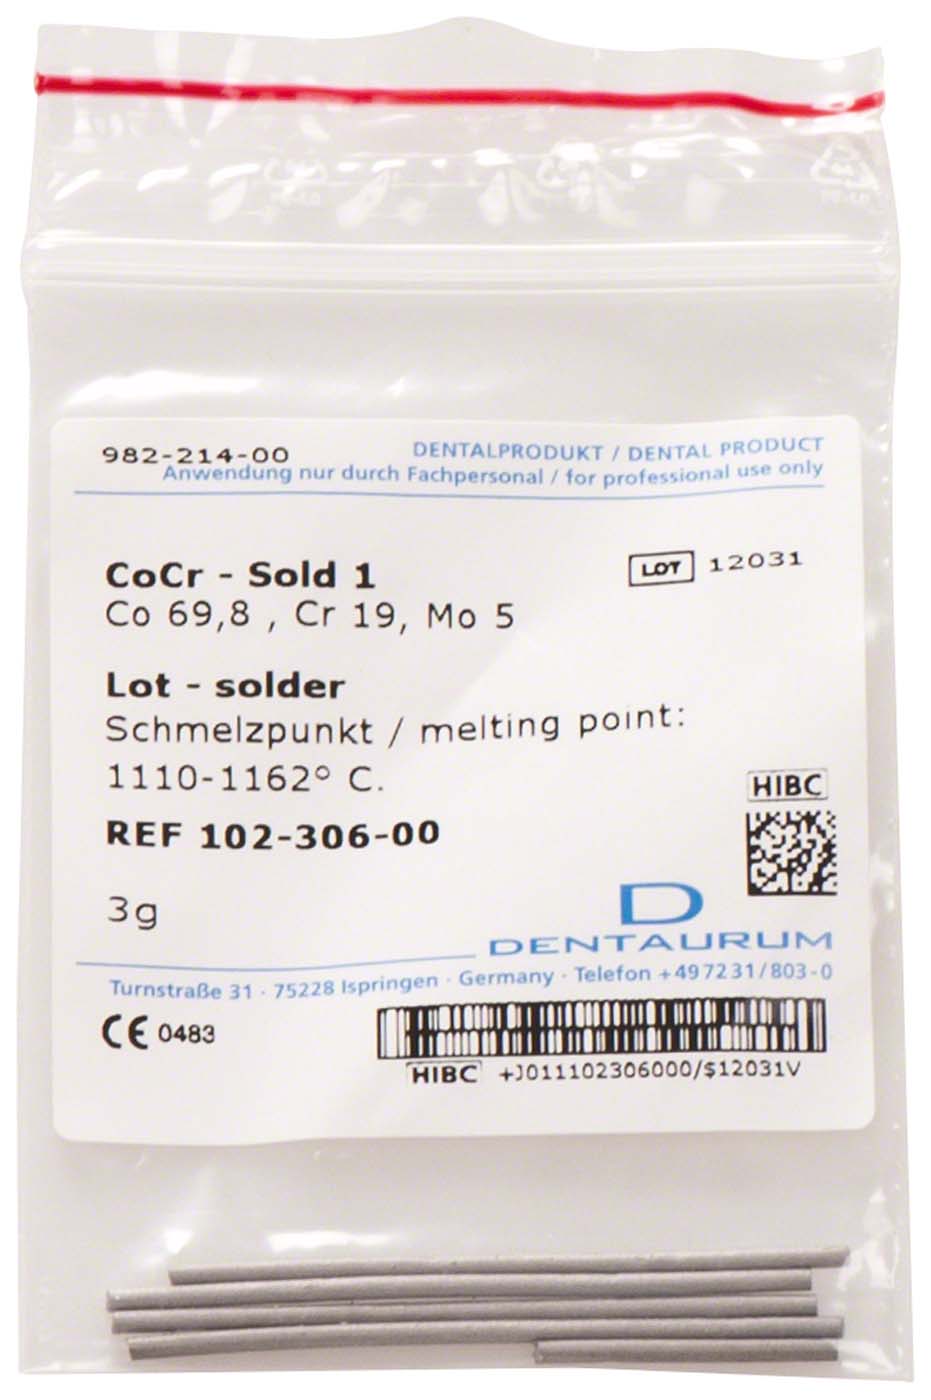 982-214-00
DENTALPRODUKT / DENTAL PRODUCT
Anwendung nur durch Fachpersonal / for professional use only
CoCr - Sold 1
LOT 12031
Co 69,8 , Cr 19, Mo 5
Lot - solder
Schmelzpunkt / melting point:
1110-1162° C.
HIBC
REF 102-306-00
3g
D
DENTAURUM
Turnstraße 31 · 75228 Ispringen · Germany · Telefon +497231/803-0
CE 0483
HIBC +J011102306000/$12031V